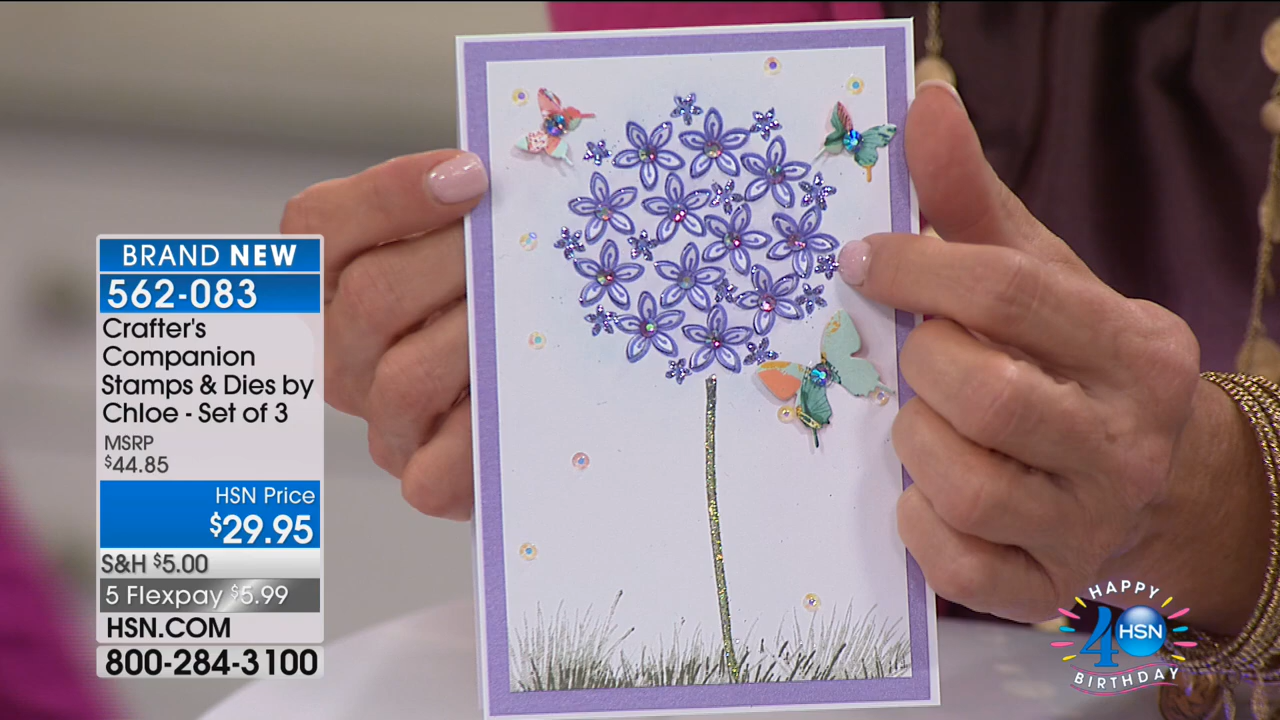 BRAND NEW
562-083
Crafter's
Companion
Stamps & Dies by
Chloe - Set of 3
MSRP
$44.85
HSN Price
$29.95
S&H $5.00
5 Flexpay $5.99
HSN.COM
800-284-3100
HAPPY
40
HSN
BIRTHDAY